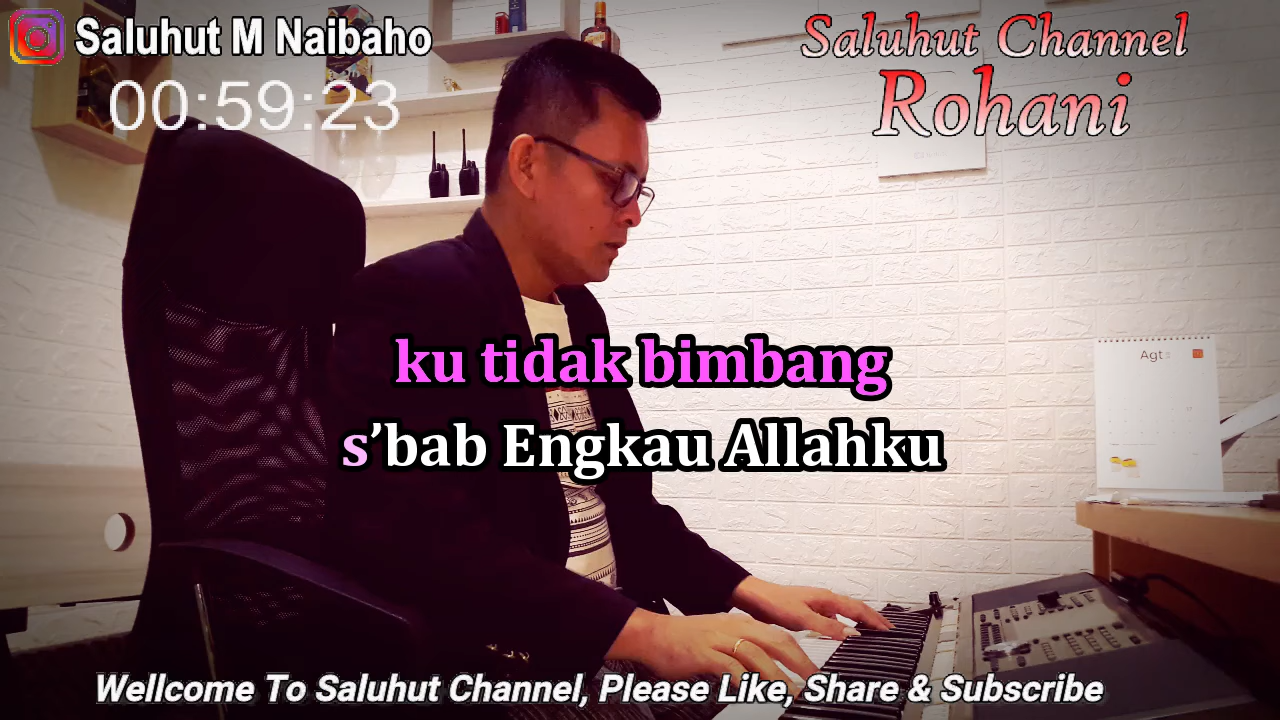 Saluhut M Naibaho
00:59:23
Saluhut Channel
Rohani
ku tidak bimbang
s’bab Engkau Allahku
Agt
Wellcome To Saluhut Channel, Please Like, Share & Subscribe